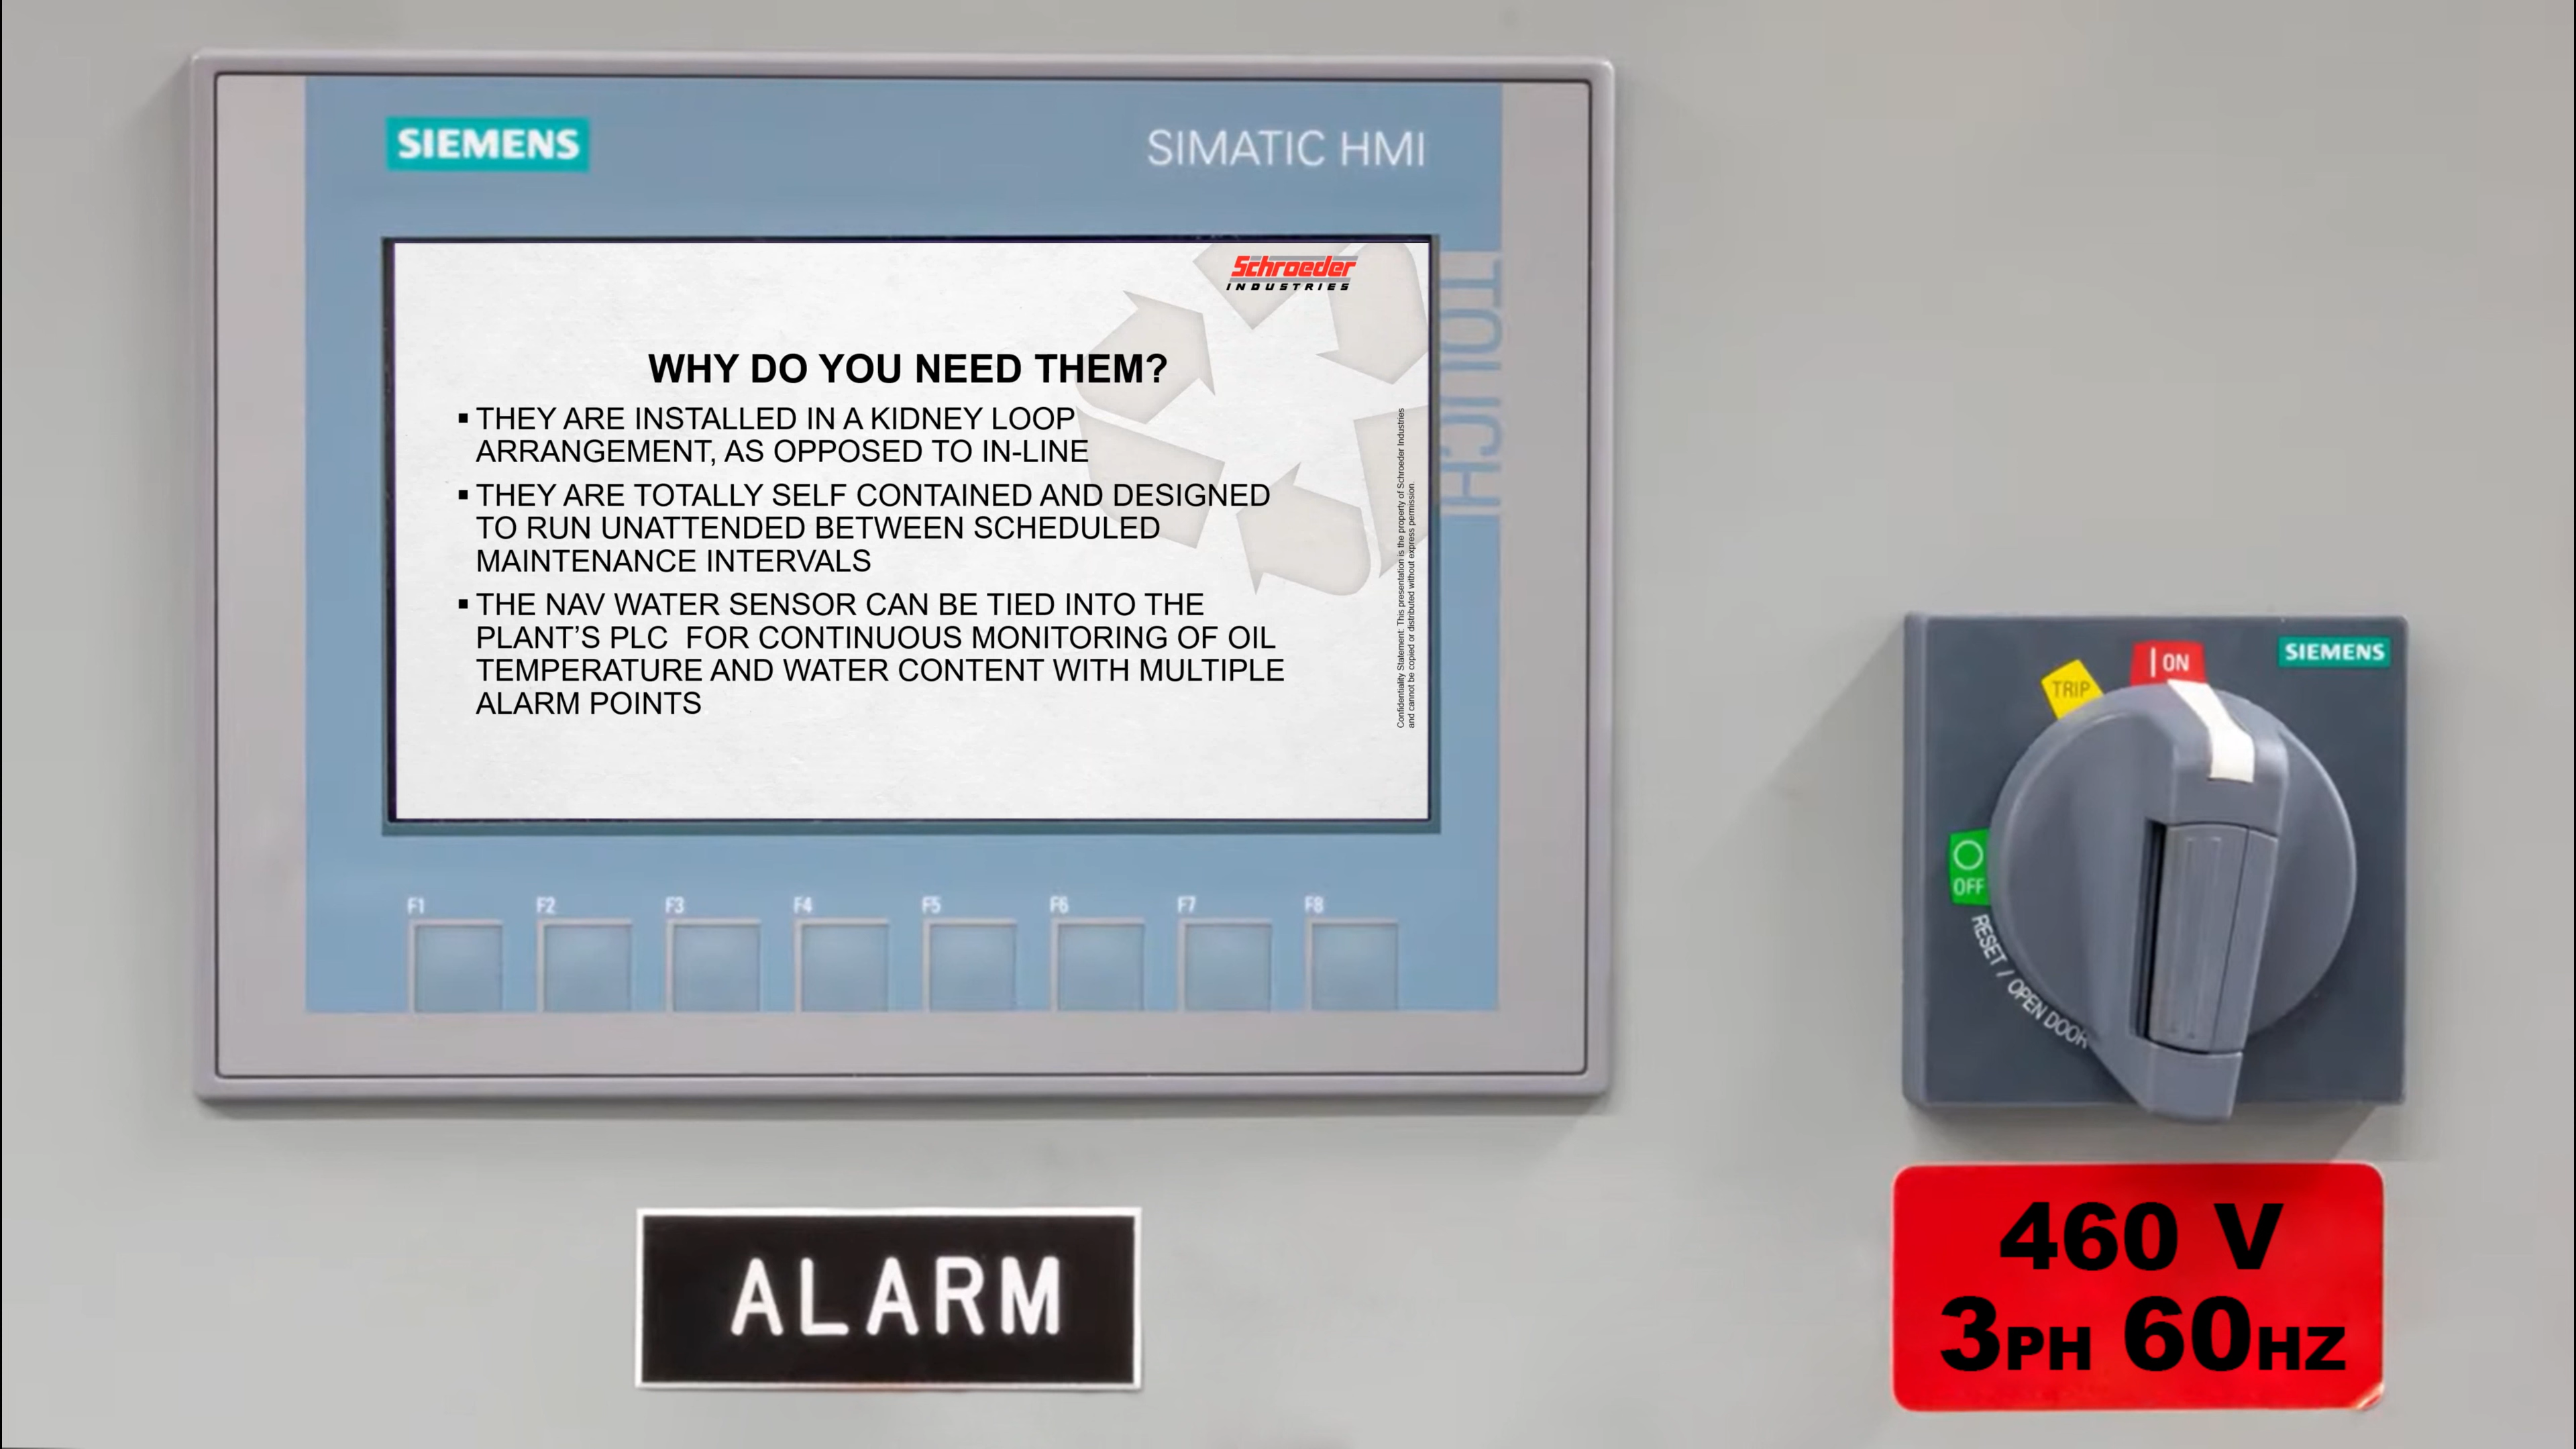 SIEMENS
SIMATIC HMI
TOUCH
Schroeder
INDUSTRIES
WHY DO YOU NEED THEM?
▪ THEY ARE INSTALLED IN A KIDNEY LOOP
ARRANGEMENT, AS OPPOSED TO IN-LINE
▪ THEY ARE TOTALLY SELF CONTAINED AND DESIGNED
TO RUN UNATTENDED BETWEEN SCHEDULED
MAINTENANCE INTERVALS
▪ THE NAV WATER SENSOR CAN BE TIED INTO THE
PLANT’S PLC  FOR CONTINUOUS MONITORING OF OIL
TEMPERATURE AND WATER CONTENT WITH MULTIPLE
ALARM POINTS
Confidentiality Statement: This presentation is the property of Schroeder Industries
and cannot be copied or distributed without express permission.
F1 F2 F3 F4 F5 F6 F7 F8
SIEMENS
TRIP
I ON
O
OFF
RESET / OPEN DOOR
ALARM
460 V
3PH 60HZ